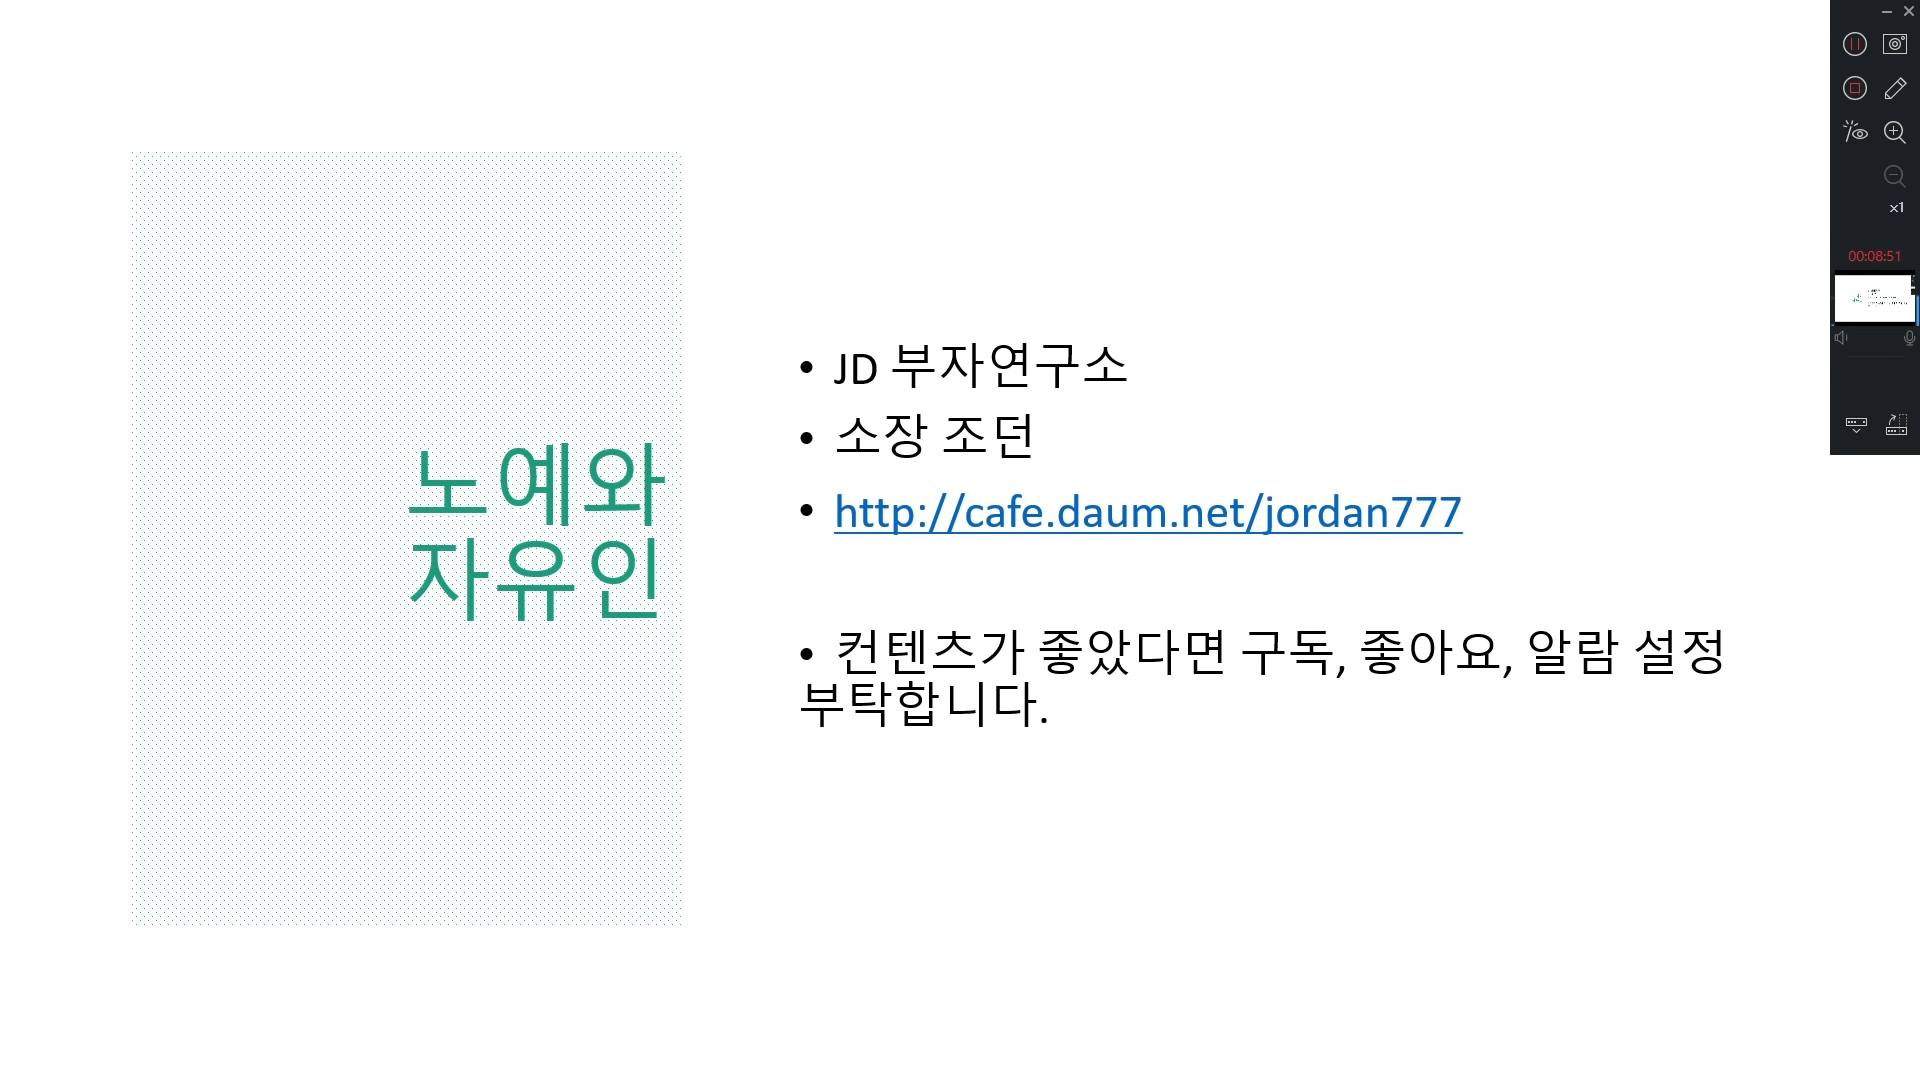 노예와
자유인
• JD 부자연구소
• 소장 조던
• http://cafe.daum.net/jordan777
• 컨텐츠가 좋았다면 구독, 좋아요, 알람 설정
부탁합니다.
x1
00:08:51